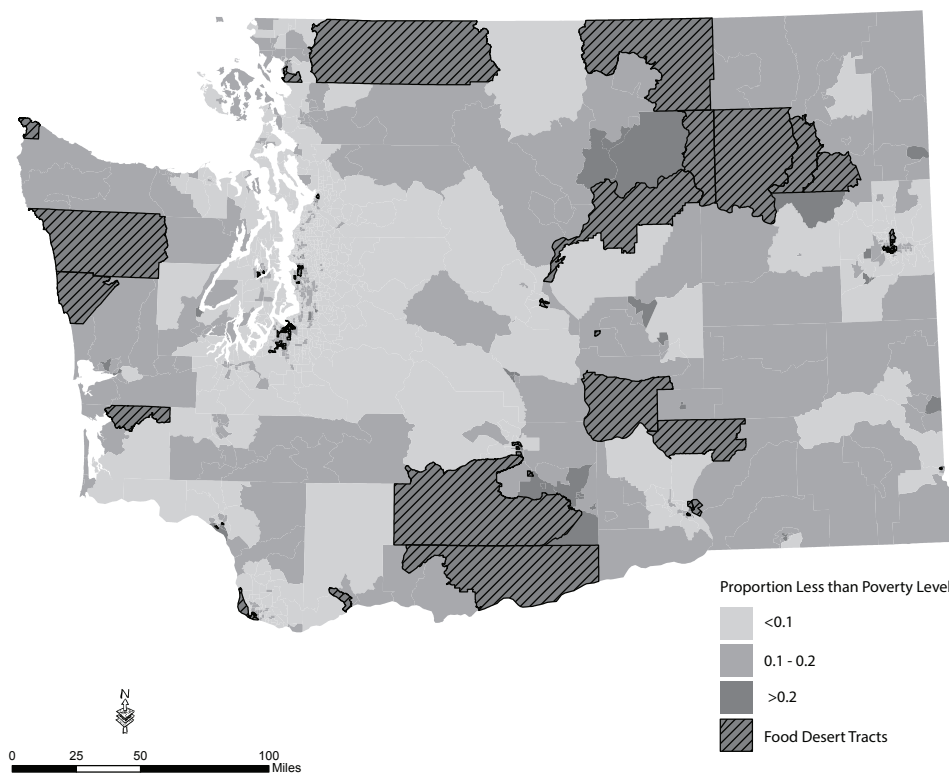 Proportion Less than Poverty Level
<0.1
0.1 - 0.2
>0.2
Food Desert Tracts
N
0 25 50 100
Miles